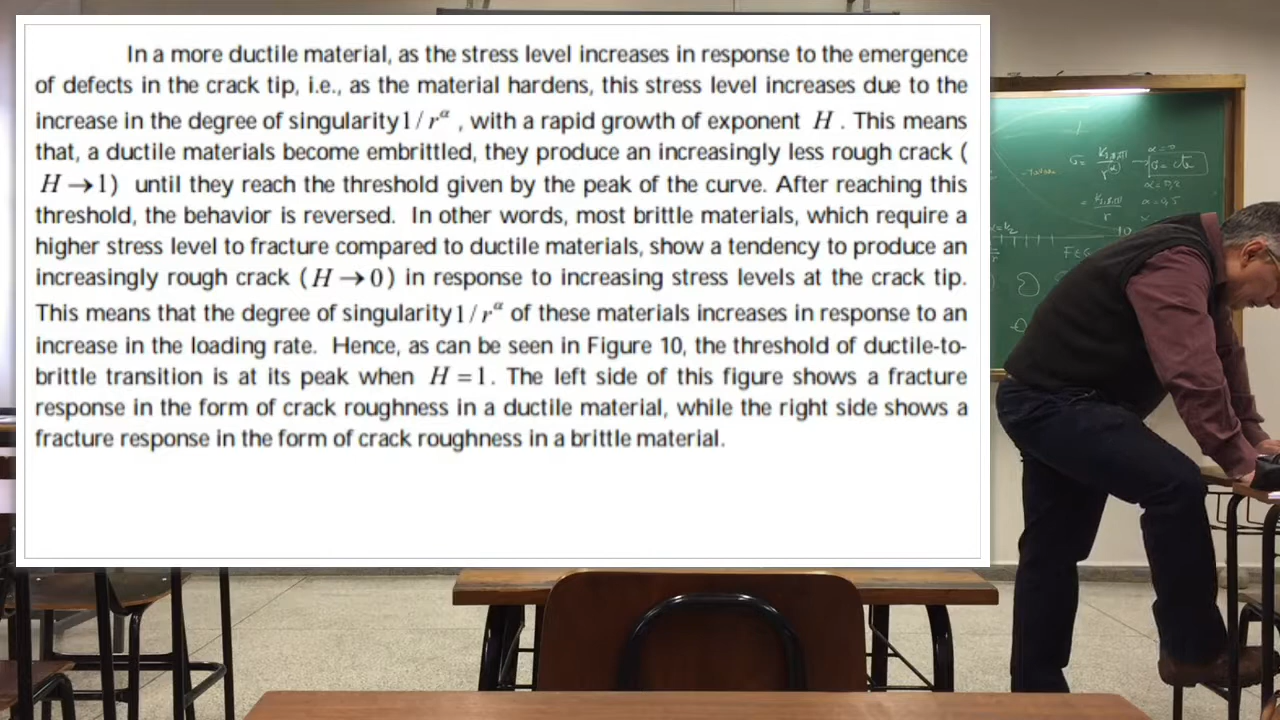 In a more ductile material, as the stress level increases in response to the emergence
of defects in the crack tip, i.e., as the material hardens, this stress level increases due to the
increase in the degree of singularity 1/r^α , with a rapid growth of exponent H . This means
that, a ductile materials become embrittled, they produce an increasingly less rough crack (
H → 1) until they reach the threshold given by the peak of the curve. After reaching this
threshold, the behavior is reversed. In other words, most brittle materials, which require a
higher stress level to fracture compared to ductile materials, show a tendency to produce an
increasingly rough crack ( H → 0 ) in response to increasing stress levels at the crack tip.
This means that the degree of singularity 1/r^α of these materials increases in response to an
increase in the loading rate. Hence, as can be seen in Figure 10, the threshold of ductile-to-
brittle transition is at its peak when H = 1. The left side of this figure shows a fracture
response in the form of crack roughness in a ductile material, while the right side shows a
fracture response in the form of crack roughness in a brittle material.
α=0
α=0,2
α=0,5
10